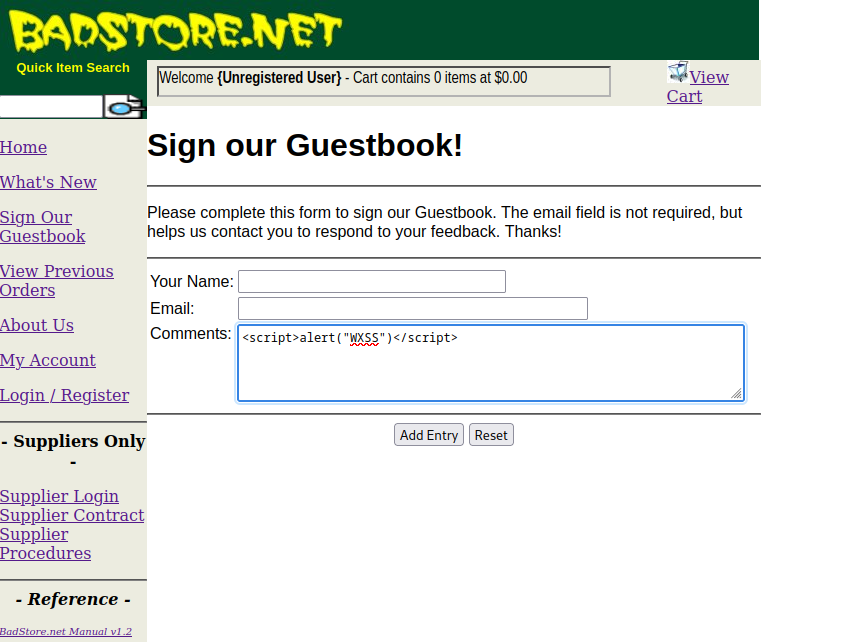 BADSTORE.NET
Quick Item Search
Welcome {Unregistered User} - Cart contains 0 items at $0.00
View
Cart
Home
What's New
Sign Our
Guestbook
View Previous
Orders
About Us
My Account
Login / Register
- Suppliers Only
-
Supplier Login
Supplier Contract
Supplier
Procedures
- Reference -
BadStore.net Manual v1.2
Sign our Guestbook!
Please complete this form to sign our Guestbook. The email field is not required, but
helps us contact you to respond to your feedback. Thanks!
Your Name:
Email:
Comments:
<script>alert("WXSS")</script>
Add Entry
Reset